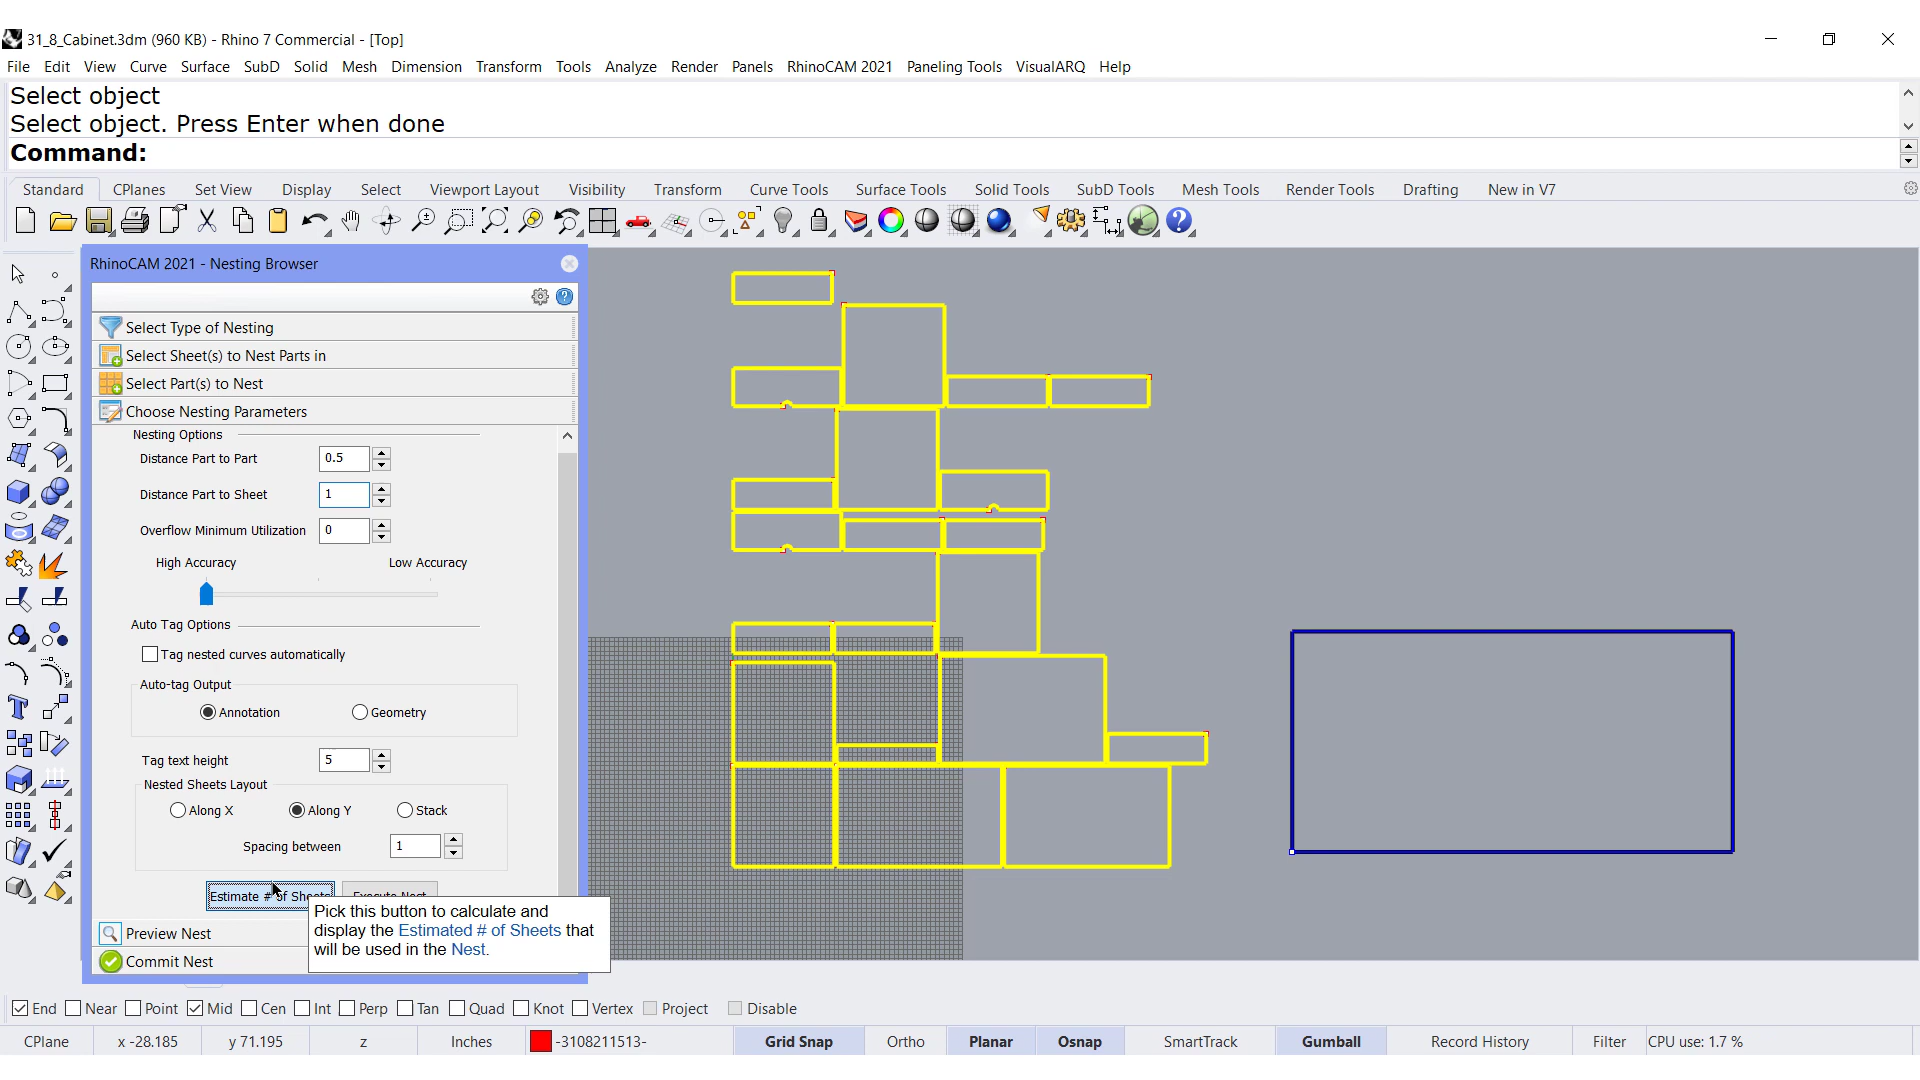 31_8_Cabinet.3dm (960 KB) - Rhino 7 Commercial - [Top]
File Edit View Curve Surface SubD Solid Mesh Dimension Transform Tools Analyze Render Panels RhinoCAM 2021 Paneling Tools VisualARQ Help
Select object
Select object. Press Enter when done
Command:
Standard CPlanes Set View Display Select Viewport Layout Visibility Transform Curve Tools Surface Tools Solid Tools SubD Tools Mesh Tools Render Tools Drafting New in V7
RhinoCAM 2021 - Nesting Browser
Select Type of Nesting
Select Sheet(s) to Nest Parts in
Select Part(s) to Nest
Choose Nesting Parameters
Nesting Options
Distance Part to Part 0.5
Distance Part to Sheet 1
Overflow Minimum Utilization 0
High Accuracy Low Accuracy
Auto Tag Options
Tag nested curves automatically
Auto-tag Output
Annotation Geometry
Tag text height 5
Nested Sheets Layout
Along X Along Y Stack
Spacing between 1
Estimate # of Sheets Execute Nest
Pick this button to calculate and
display the Estimated # of Sheets that
will be used in the Nest.
Preview Nest
Commit Nest
End Near Point Mid Cen Int Perp Tan Quad Knot Vertex Project Disable
CPlane x -28.185 y 71.195 z Inches -3108211513- Grid Snap Ortho Planar Osnap SmartTrack Gumball Record History Filter CPU use: 1.7 %